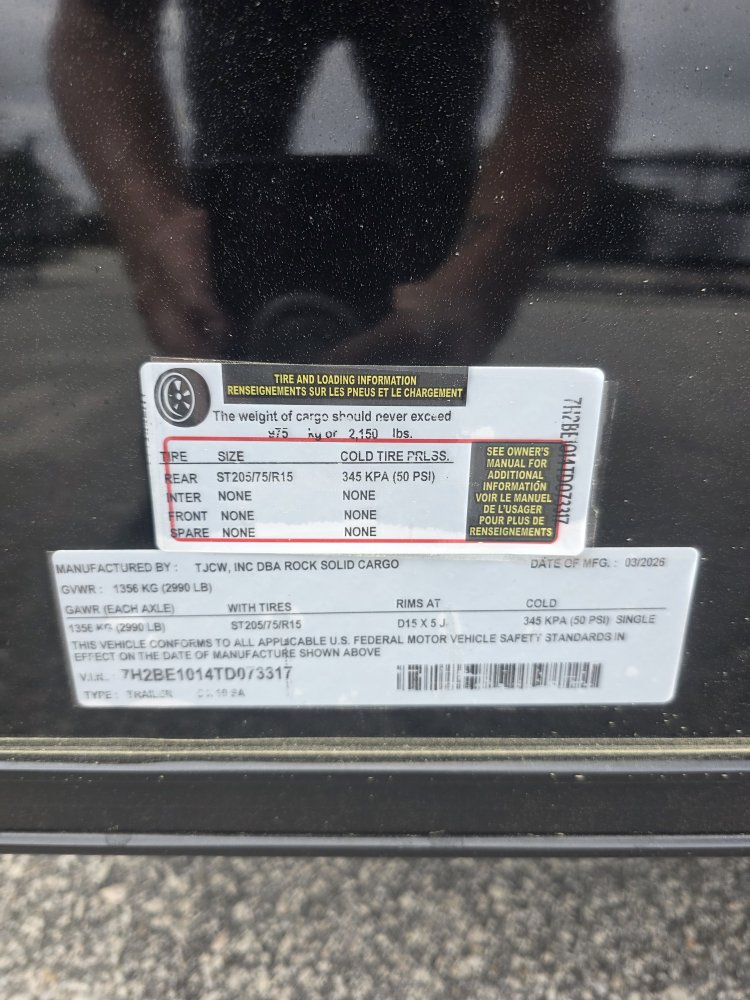 TIRE AND LOADING INFORMATION
RENSEIGNEMENTS SUR LES PNEUS ET LE CHARGEMENT
The weight of cargo should never exceed
975 kg or 2,150 lbs.
TIRE SIZE COLD TIRE PRESS.
REAR ST205/75/R15 345 KPA (50 PSI)
INTER NONE NONE
FRONT NONE NONE
SPARE NONE NONE
SEE OWNER'S
MANUAL FOR
ADDITIONAL
INFORMATION
VOIR LE MANUEL
DE L'USAGER
POUR PLUS DE
RENSEIGNEMENTS
7H2BE1014TD073317
MANUFACTURED BY : TJCW, INC DBA ROCK SOLID CARGO DATE OF MFG. : 03/2026
GVWR : 1356 KG (2990 LB)
GAWR (EACH AXLE) WITH TIRES RIMS AT COLD
1356 KG (2990 LB) ST205/75/R15 D15 X 5 J 345 KPA (50 PSI) SINGLE
THIS VEHICLE CONFORMS TO ALL APPLICABLE U.S. FEDERAL MOTOR VEHICLE SAFETY STANDARDS IN
EFFECT ON THE DATE OF MANUFACTURE SHOWN ABOVE
V.I.N.: 7H2BE1014TD073317
TYPE : TRAILER